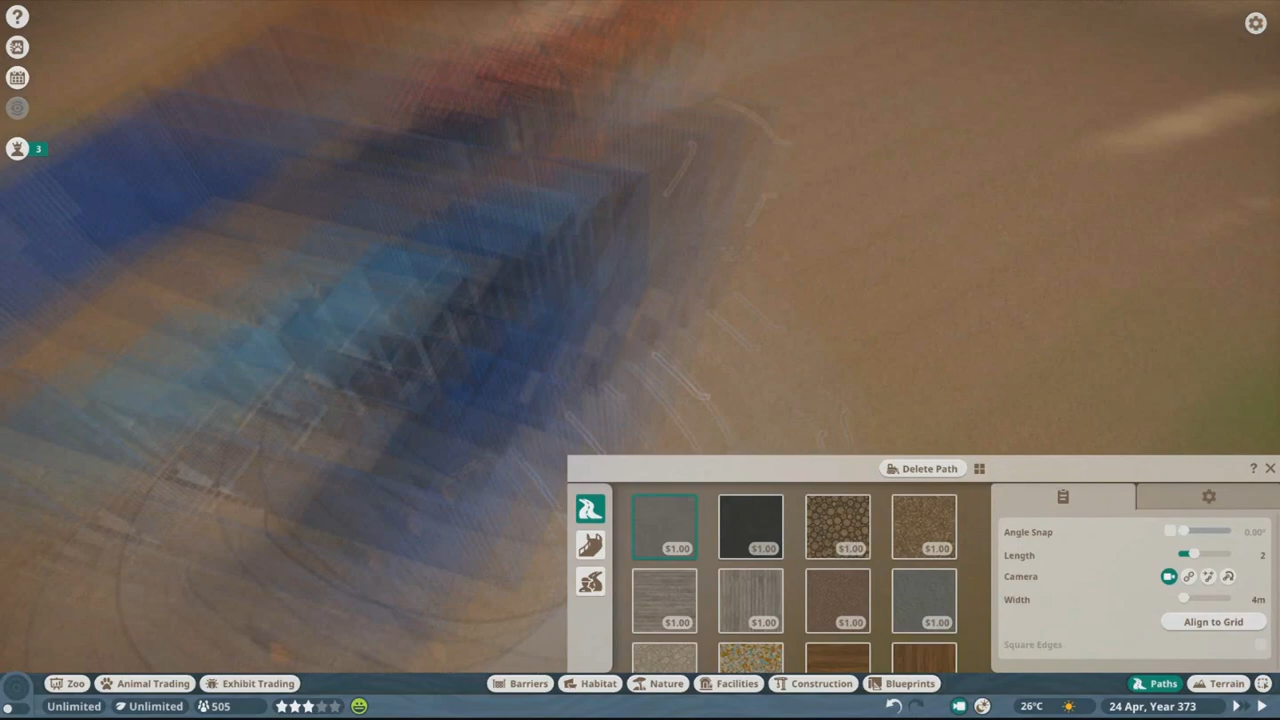 ?
3
Delete Path
?
$1.00 $1.00 $1.00 $1.00
$1.00 $1.00 $1.00 $1.00
Angle Snap 0.00°
Length 2
Camera
Width 4m
Align to Grid
Square Edges
Zoo Animal Trading Exhibit Trading Barriers Habitat Nature Facilities Construction Blueprints Paths Terrain
Unlimited Unlimited 505 26°C 24 Apr, Year 373